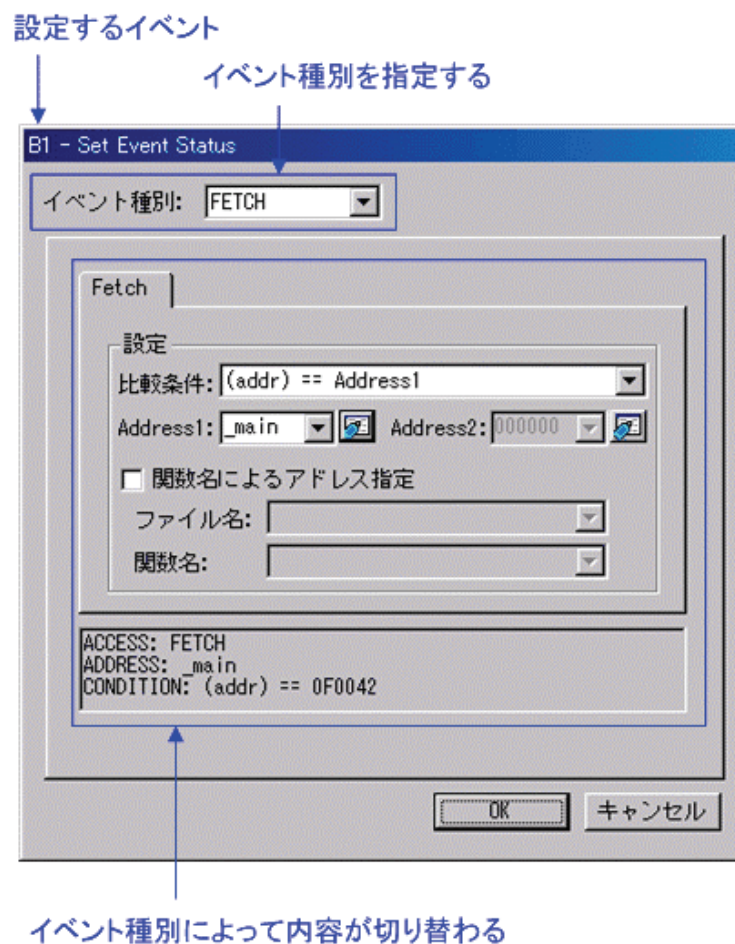 設定するイベント
イベント種別を指定する
B1 - Set Event Status
イベント種別: FETCH
Fetch
設定
比較条件: (addr) == Address1
Address1: _main Address2: 000000
関数名によるアドレス指定
ファイル名:
関数名:
ACCESS: FETCH
ADDRESS: _main
CONDITION: (addr) == 0F0042
OK キャンセル
イベント種別によって内容が切り替わる